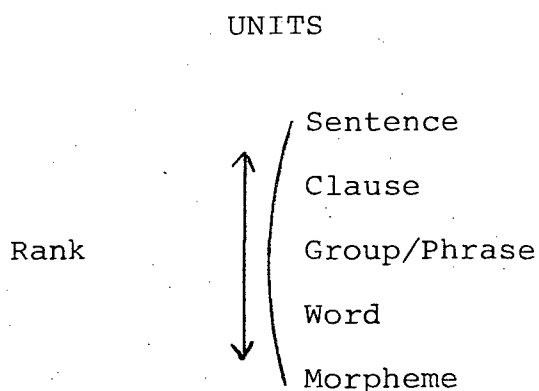 UNITS
Sentence
Clause
Rank Group/Phrase
Word
Morpheme